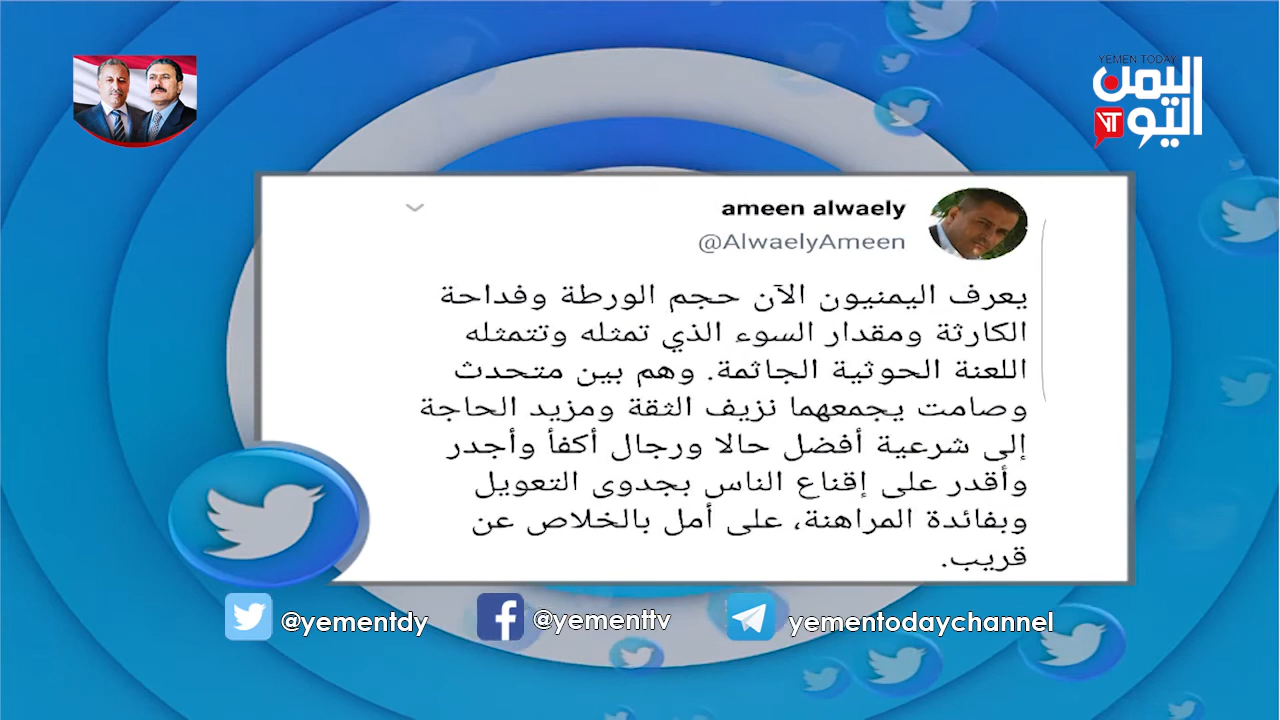 YEMEN TODAY
اليمن
اليوم
YT
ameen alwaely
@AlwaelyAmeen
يعرف اليمنيون الآن حجم الورطة وفداحة
الكارثة ومقدار السوء الذي تمثله وتتمثله
اللعنة الحوثية الجاثمة. وهم بين متحدث
وصامت يجمعهما نزيف الثقة ومزيد الحاجة
إلى شرعية أفضل حالا ورجال أكفأ وأجدر
وأقدر على إقناع الناس بجدوى التعويل
وبفائدة المراهنة، على أمل بالخلاص عن
قريب.
@yementdy
@yementtv
yementodaychannel